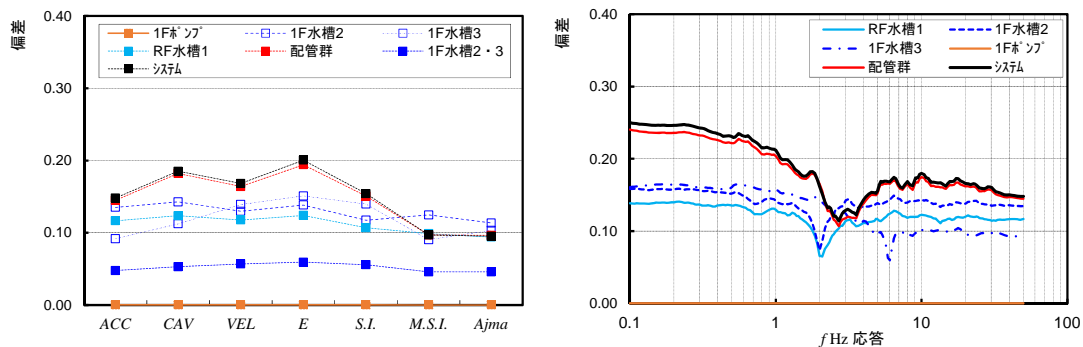 偏差
0.40
0.30
0.20
0.10
0.00
1Fﾎﾟﾝﾌﾟ
1F水槽2
1F水槽3
RF水槽1
配管群
1F水槽2・3
ｼｽﾃﾑ
ACC
CAV
VEL
E
S.I.
M.S.I.
Ajma
偏差
0.40
0.30
0.20
0.10
0.00
RF水槽1
1F水槽2
1F水槽3
1Fﾎﾟﾝﾌﾟ
配管群
ｼｽﾃﾑ
0.1
1
10
100
f Hz 応答